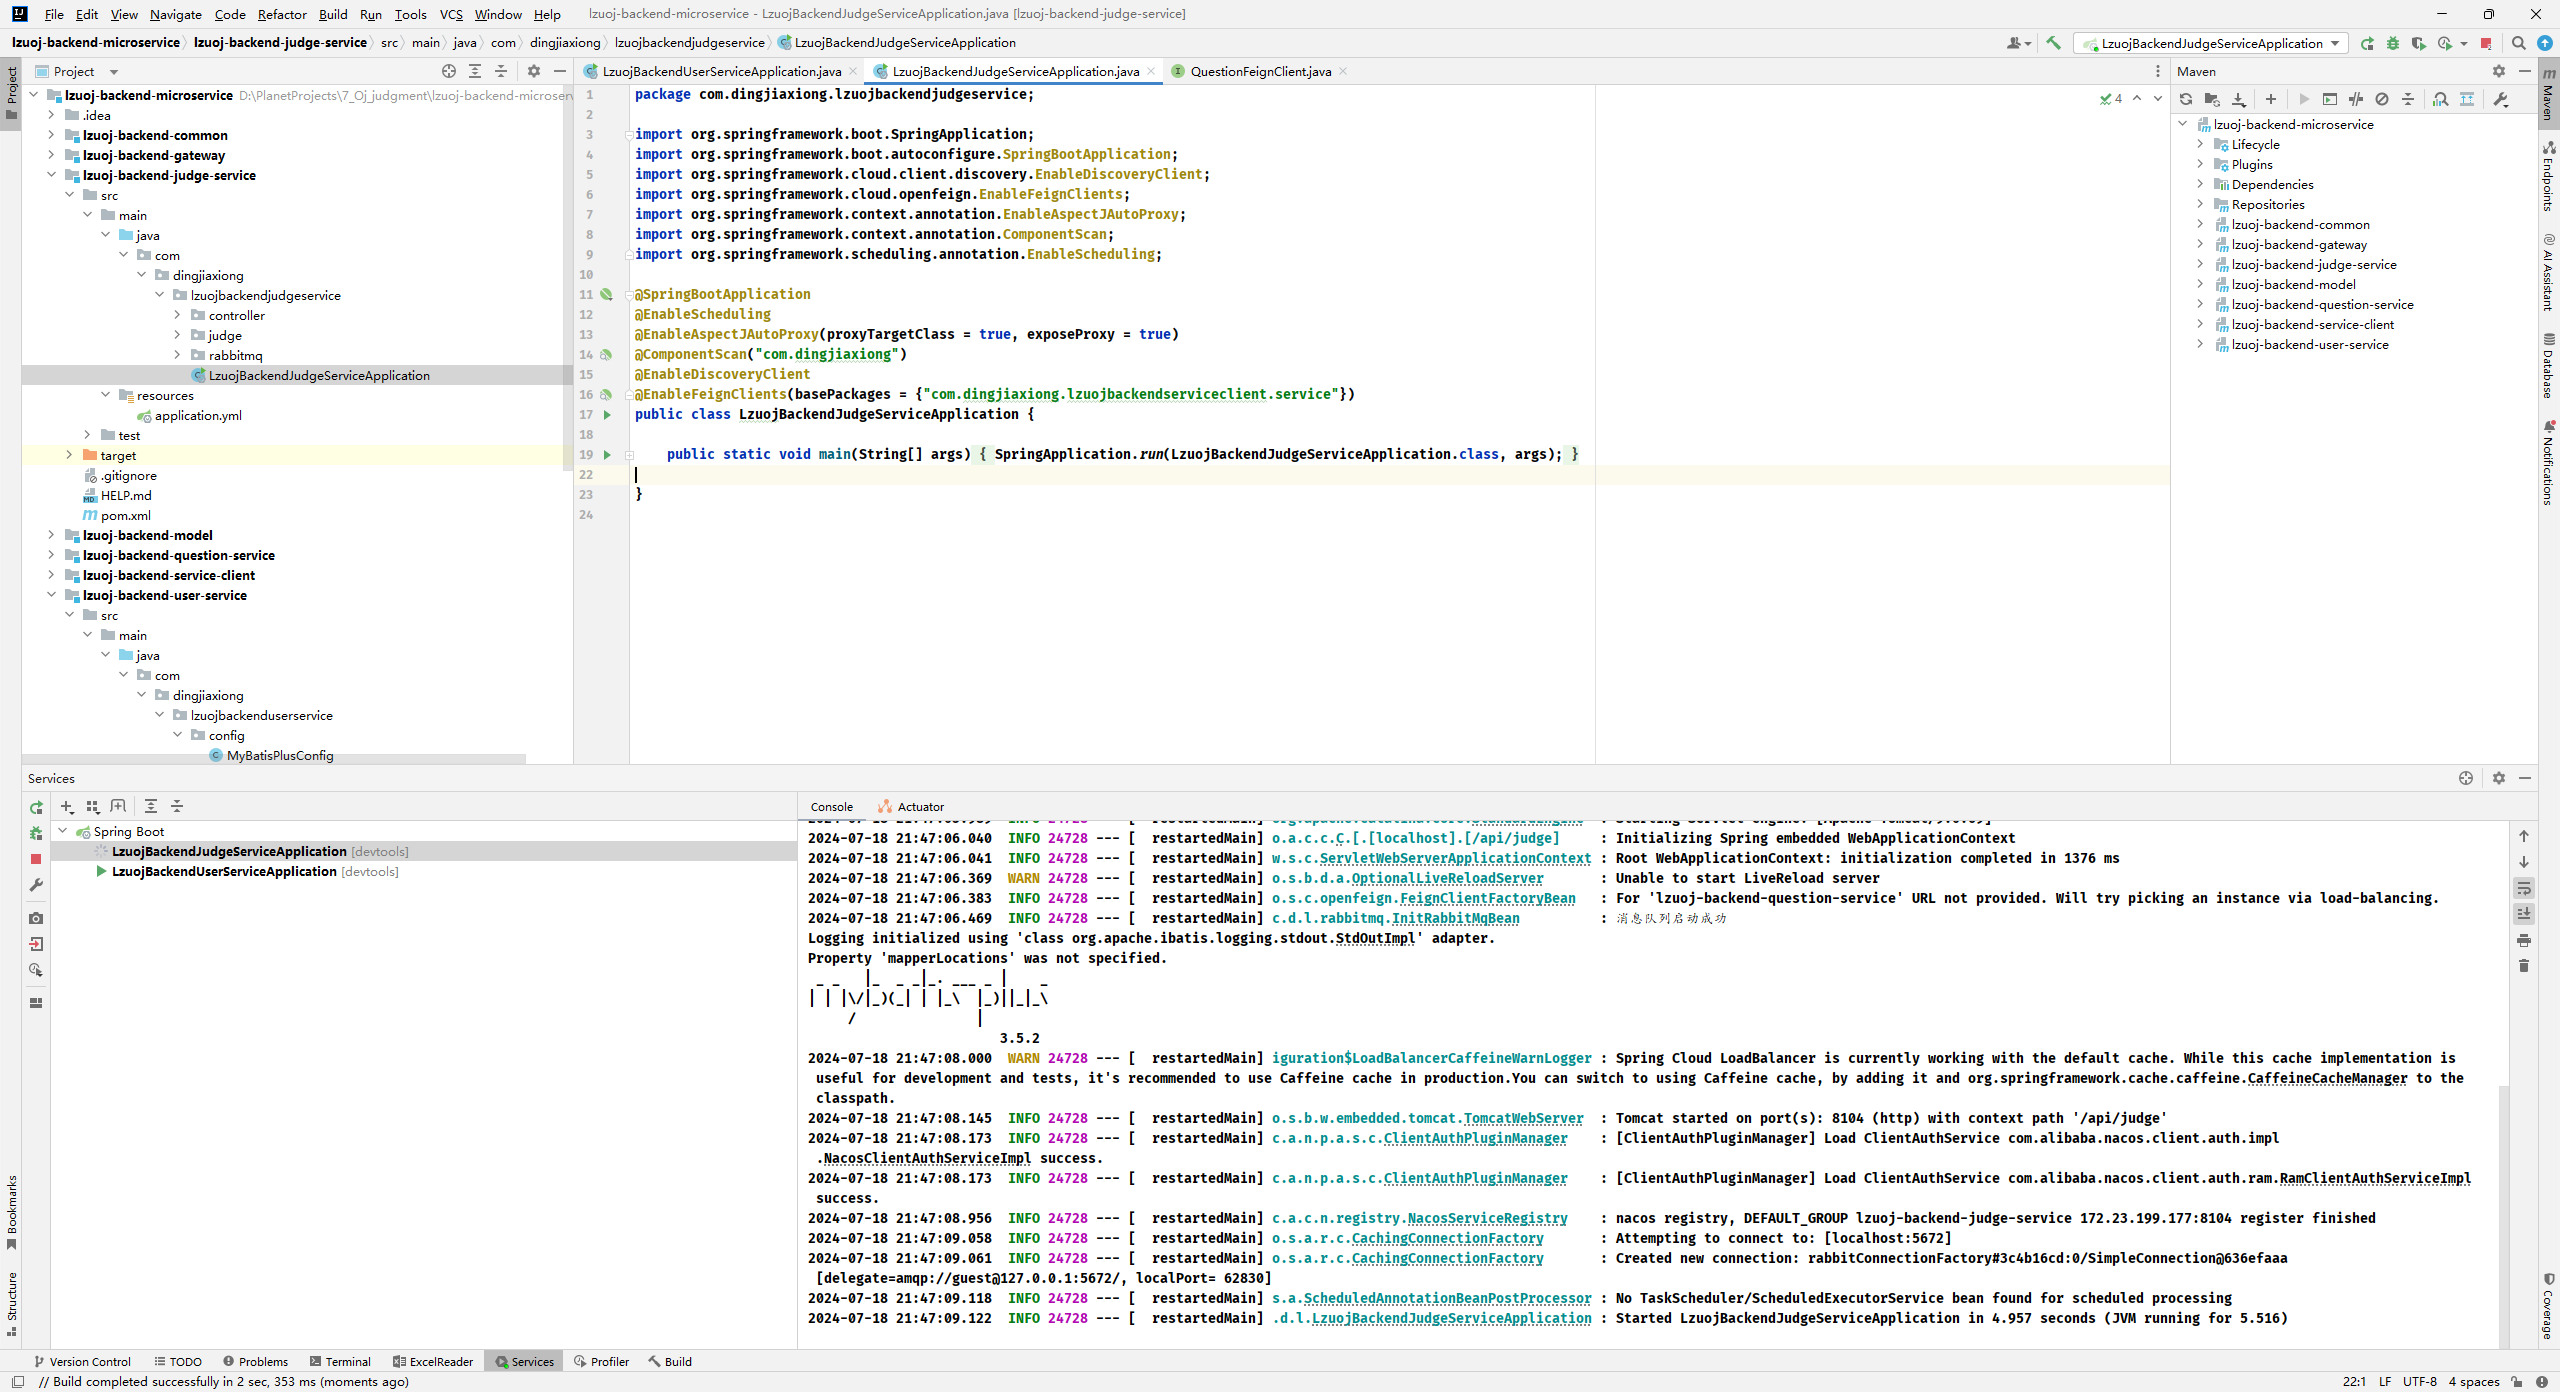 File Edit View Navigate Code Refactor Build Run Tools VCS Window Help lzuoj-backend-microservice - LzuojBackendJudgeServiceApplication.java [lzuoj-backend-judge-service]
lzuoj-backend-microservice lzuoj-backend-judge-service src main java com dingjiaxiong lzuojbackendjudgeservice LzuojBackendJudgeServiceApplication
LzuojBackendJudgeServiceApplication
Project
LzuojBackendUserServiceApplication.java LzuojBackendJudgeServiceApplication.java QuestionFeignClient.java
Maven
Project
lzuoj-backend-microservice D:\PlanetProjects\7_Oj_judgment\lzuoj-backend-microserv
.idea
lzuoj-backend-common
lzuoj-backend-gateway
lzuoj-backend-judge-service
src
main
java
com
dingjiaxiong
lzuojbackendjudgeservice
controller
judge
rabbitmq
LzuojBackendJudgeServiceApplication
resources
application.yml
test
target
.gitignore
HELP.md
pom.xml
lzuoj-backend-model
lzuoj-backend-question-service
lzuoj-backend-service-client
lzuoj-backend-user-service
src
main
java
com
dingjiaxiong
lzuojbackenduserservice
config
MyBatisPlusConfig
4
1 package com.dingjiaxiong.lzuojbackendjudgeservice;
2
3 import org.springframework.boot.SpringApplication;
4 import org.springframework.boot.autoconfigure.SpringBootApplication;
5 import org.springframework.cloud.client.discovery.EnableDiscoveryClient;
6 import org.springframework.cloud.openfeign.EnableFeignClients;
7 import org.springframework.context.annotation.EnableAspectJAutoProxy;
8 import org.springframework.context.annotation.ComponentScan;
9 import org.springframework.scheduling.annotation.EnableScheduling;
10
11 @SpringBootApplication
12 @EnableScheduling
13 @EnableAspectJAutoProxy(proxyTargetClass = true, exposeProxy = true)
14 @ComponentScan("com.dingjiaxiong")
15 @EnableDiscoveryClient
16 @EnableFeignClients(basePackages = {"com.dingjiaxiong.lzuojbackendserviceclient.service"})
17 public class LzuojBackendJudgeServiceApplication {
18
19 public static void main(String[] args) { SpringApplication.run(LzuojBackendJudgeServiceApplication.class, args); }
22
23 }
24
lzuoj-backend-microservice
Lifecycle
Plugins
Dependencies
Repositories
lzuoj-backend-common
lzuoj-backend-gateway
lzuoj-backend-judge-service
lzuoj-backend-model
lzuoj-backend-question-service
lzuoj-backend-service-client
lzuoj-backend-user-service
Maven
Endpoints
AI Assistant
Database
Notifications
Coverage
Services
Spring Boot
LzuojBackendJudgeServiceApplication [devtools]
LzuojBackendUserServiceApplication [devtools]
Console Actuator
2024-07-18 21:47:06.040 INFO 24728 --- [ restartedMain] o.a.c.c.C.[.[localhost].[/api/judge] : Initializing Spring embedded WebApplicationContext
2024-07-18 21:47:06.041 INFO 24728 --- [ restartedMain] w.s.c.ServletWebServerApplicationContext : Root WebApplicationContext: initialization completed in 1376 ms
2024-07-18 21:47:06.369 WARN 24728 --- [ restartedMain] o.s.b.d.a.OptionalLiveReloadServer : Unable to start LiveReload server
2024-07-18 21:47:06.383 INFO 24728 --- [ restartedMain] o.s.c.openfeign.FeignClientFactoryBean : For 'lzuoj-backend-question-service' URL not provided. Will try picking an instance via load-balancing.
2024-07-18 21:47:06.469 INFO 24728 --- [ restartedMain] c.d.l.rabbitmq.InitRabbitMqBean : 消息队列启动成功
Logging initialized using 'class org.apache.ibatis.logging.stdout.StdOutImpl' adapter.
Property 'mapperLocations' was not specified.
3.5.2
2024-07-18 21:47:08.000 WARN 24728 --- [ restartedMain] iguration$LoadBalancerCaffeineWarnLogger : Spring Cloud LoadBalancer is currently working with the default cache. While this cache implementation is
useful for development and tests, it's recommended to use Caffeine cache in production.You can switch to using Caffeine cache, by adding it and org.springframework.cache.caffeine.CaffeineCacheManager to the
classpath.
2024-07-18 21:47:08.145 INFO 24728 --- [ restartedMain] o.s.b.w.embedded.tomcat.TomcatWebServer : Tomcat started on port(s): 8104 (http) with context path '/api/judge'
2024-07-18 21:47:08.173 INFO 24728 --- [ restartedMain] c.a.n.p.a.s.c.ClientAuthPluginManager : [ClientAuthPluginManager] Load ClientAuthService com.alibaba.nacos.client.auth.impl
.NacosClientAuthServiceImpl success.
2024-07-18 21:47:08.173 INFO 24728 --- [ restartedMain] c.a.n.p.a.s.c.ClientAuthPluginManager : [ClientAuthPluginManager] Load ClientAuthService com.alibaba.nacos.client.auth.ram.RamClientAuthServiceImpl
success.
2024-07-18 21:47:08.956 INFO 24728 --- [ restartedMain] c.a.c.n.registry.NacosServiceRegistry : nacos registry, DEFAULT_GROUP lzuoj-backend-judge-service 172.23.199.177:8104 register finished
2024-07-18 21:47:09.058 INFO 24728 --- [ restartedMain] o.s.a.r.c.CachingConnectionFactory : Attempting to connect to: [localhost:5672]
2024-07-18 21:47:09.061 INFO 24728 --- [ restartedMain] o.s.a.r.c.CachingConnectionFactory : Created new connection: rabbitConnectionFactory#3c4b16cd:0/SimpleConnection@636efaaa
[delegate=amqp://guest@127.0.0.1:5672/, localPort= 62830]
2024-07-18 21:47:09.118 INFO 24728 --- [ restartedMain] s.a.ScheduledAnnotationBeanPostProcessor : No TaskScheduler/ScheduledExecutorService bean found for scheduled processing
2024-07-18 21:47:09.122 INFO 24728 --- [ restartedMain] .d.l.LzuojBackendJudgeServiceApplication : Started LzuojBackendJudgeServiceApplication in 4.957 seconds (JVM running for 5.516)
Bookmarks
Structure
Version Control TODO Problems Terminal ExcelReader Services Profiler Build
// Build completed successfully in 2 sec, 353 ms (moments ago)
22:1 LF UTF-8 4 spaces